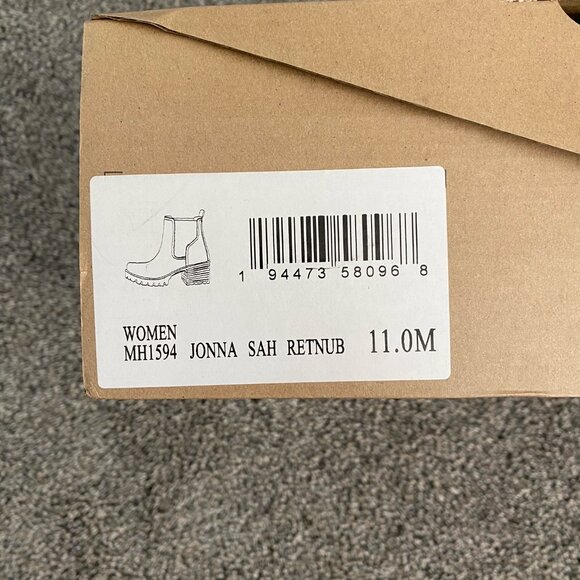 1 94473 58096 8
WOMEN
MH1594 JONNA SAH RETNUB 11.0M